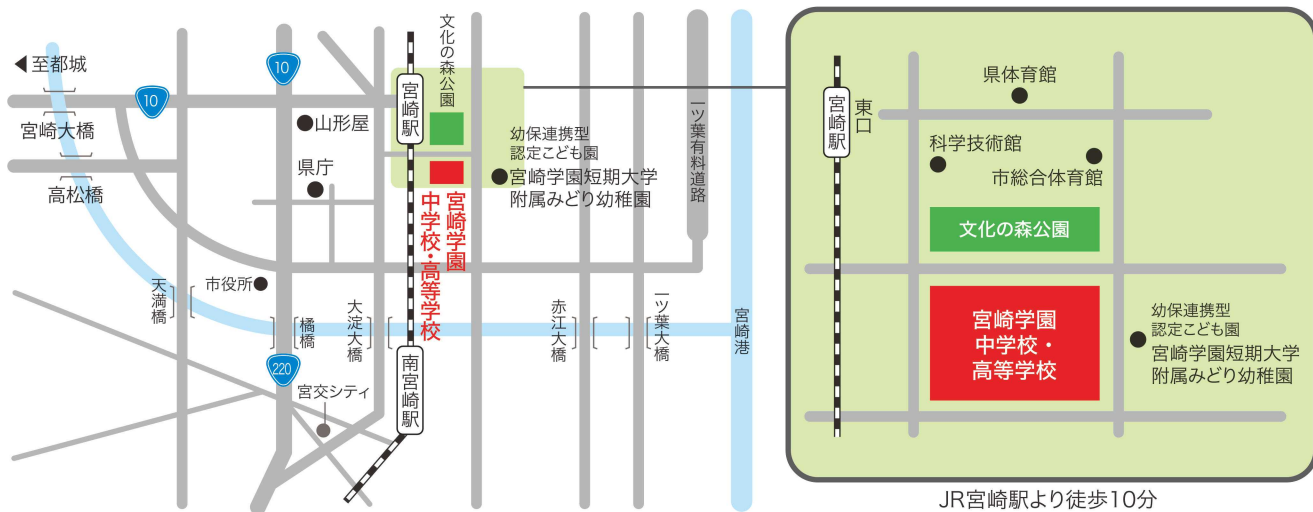 至都城
10
10
宮崎大橋
高松橋
山形屋
県庁
宮崎駅
文化の森公園
幼保連携型
認定こども園
宮崎学園短期大学
附属みどり幼稚園
宮崎学園
中学校・高等学校
一ツ葉有料道路
市役所
天満橋
橘橋
大淀大橋
赤江大橋
一ツ葉大橋
宮崎港
220
宮交シティ
南宮崎駅
宮崎駅
東口
県体育館
科学技術館
市総合体育館
文化の森公園
宮崎学園
中学校・
高等学校
幼保連携型
認定こども園
宮崎学園短期大学
附属みどり幼稚園
JR宮崎駅より徒歩10分